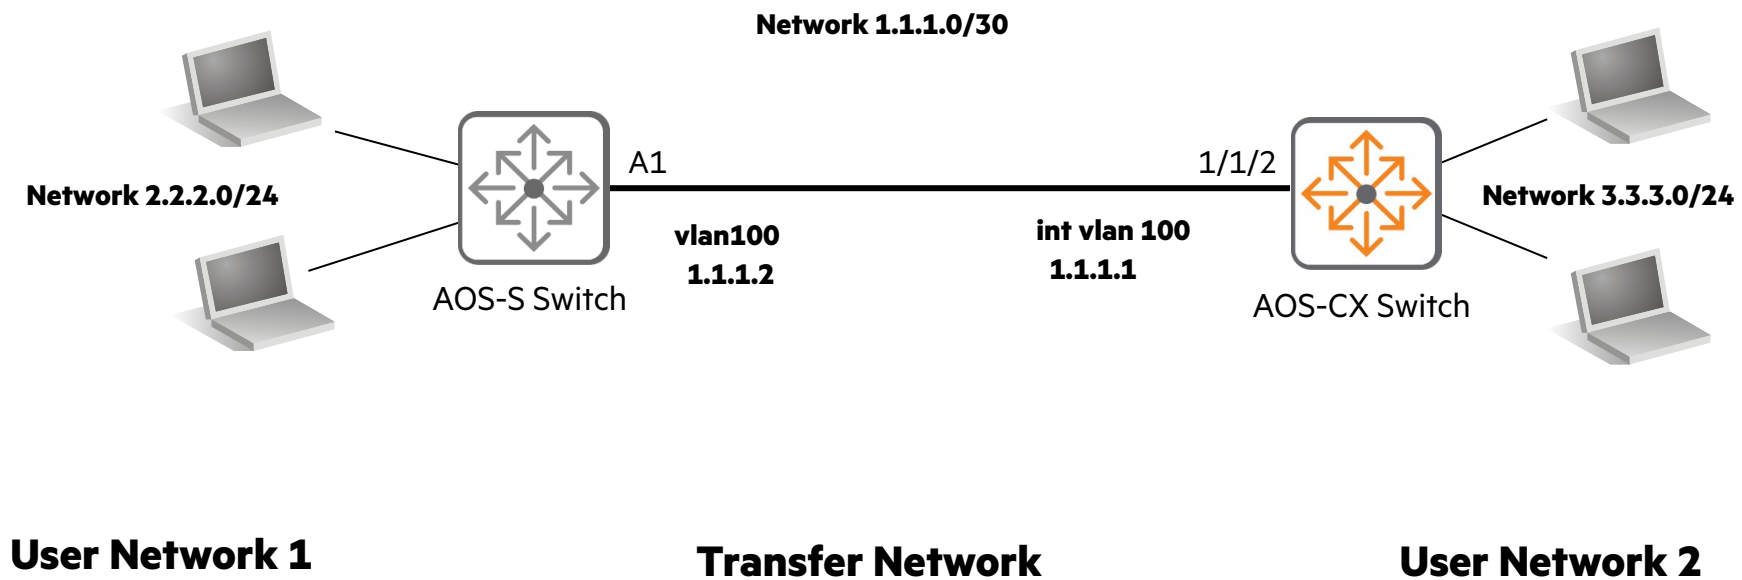 Network 1.1.1.0/30
A1
1/1/2
Network 2.2.2.0/24
Network 3.3.3.0/24
vlan100
1.1.1.2
int vlan 100
1.1.1.1
AOS-S Switch
AOS-CX Switch
User Network 1
Transfer Network
User Network 2